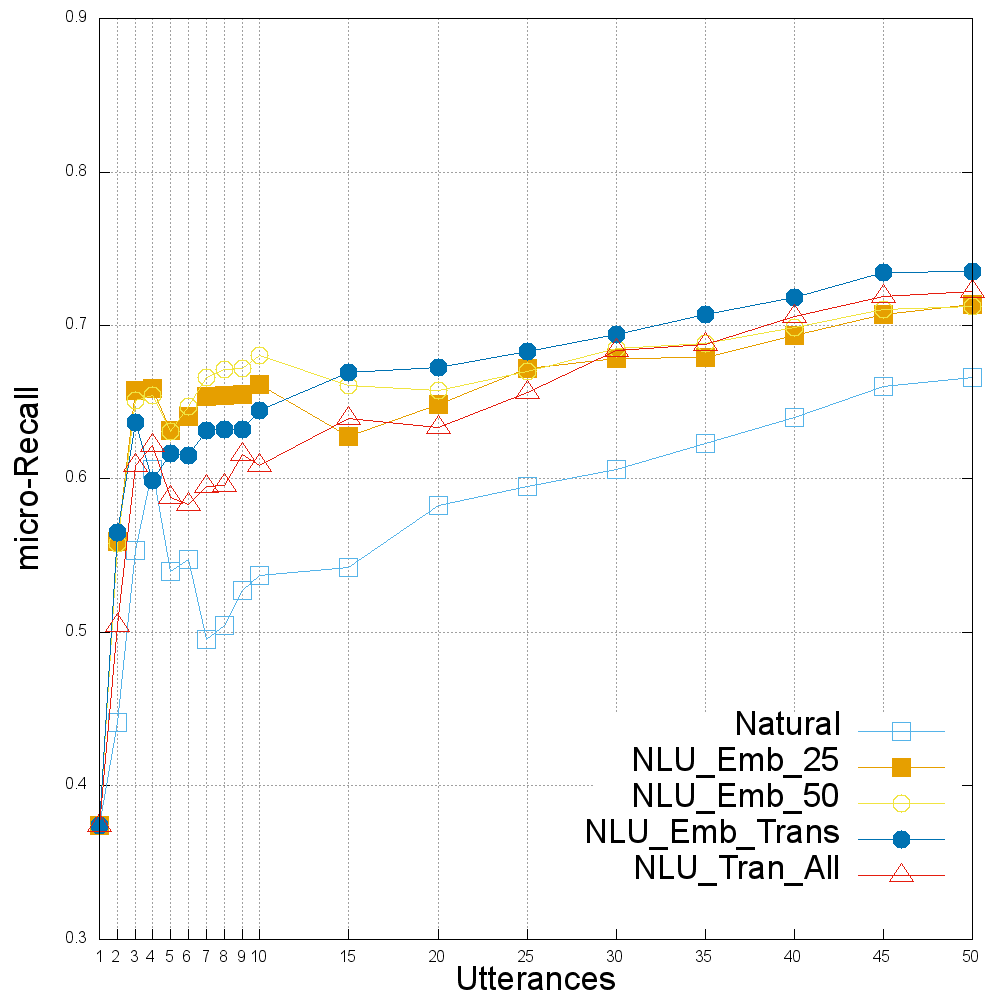 0.9
0.8
0.7
0.6
0.5
0.4
0.3
micro-Recall
Natural
NLU_Emb_25
NLU_Emb_50
NLU_Emb_Trans
NLU_Tran_All
1 2 3 4 5 6 7 8 9 10 15 20 25 30 35 40 45 50
Utterances